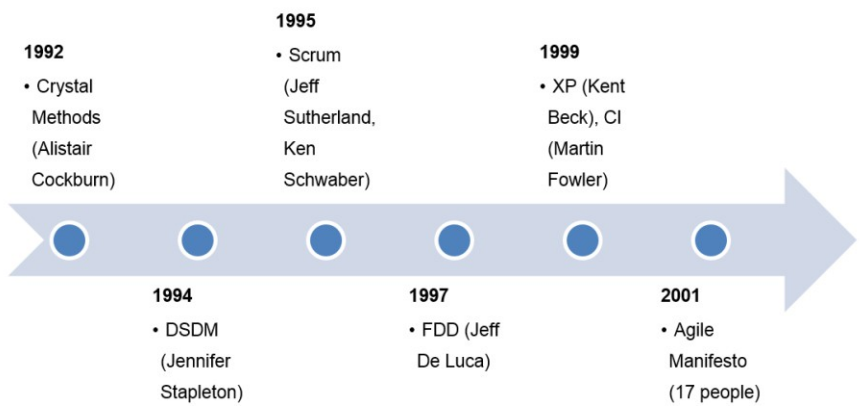 1992
• Crystal
Methods
(Alistair
Cockburn)
1994
• DSDM
(Jennifer
Stapleton)
1995
• Scrum
(Jeff
Sutherland,
Ken
Schwaber)
1997
• FDD (Jeff
De Luca)
1999
• XP (Kent
Beck), CI
(Martin
Fowler)
2001
• Agile
Manifesto
(17 people)